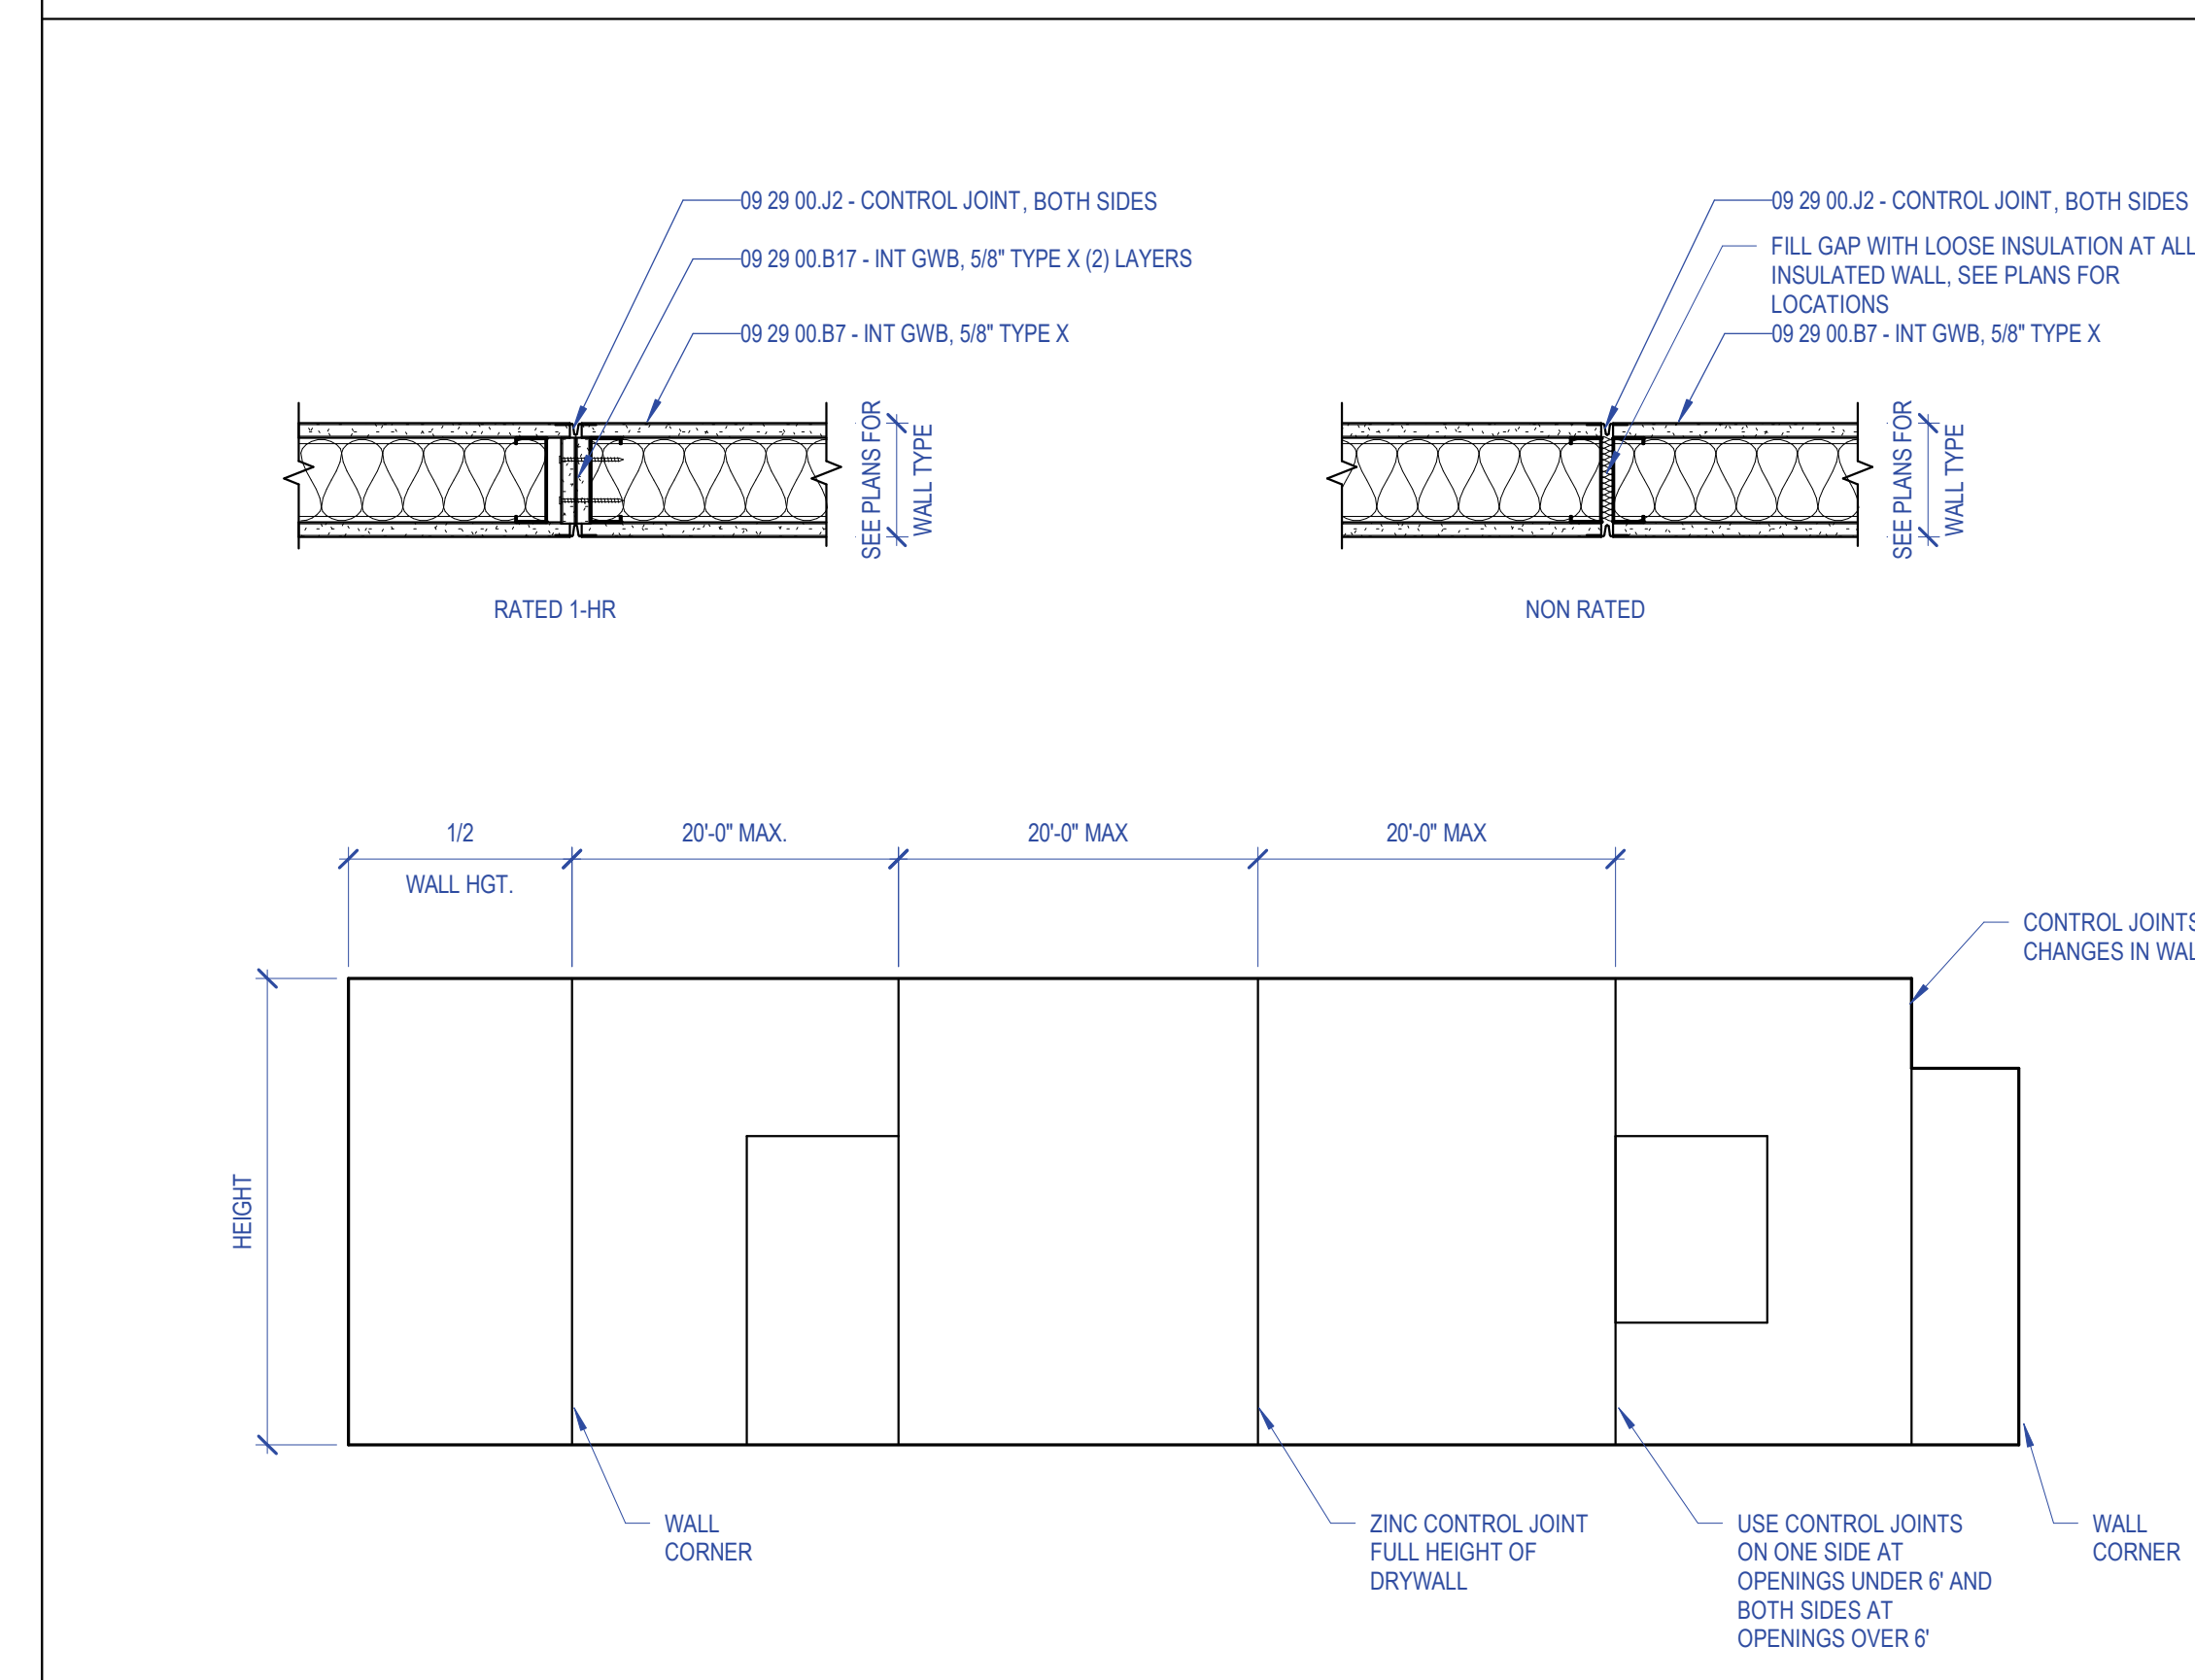 09 29 00.J2 - CONTROL JOINT, BOTH SIDES
09 29 00.B17 - INT GWB, 5/8" TYPE X (2) LAYERS
09 29 00.B7 - INT GWB, 5/8" TYPE X
SEE PLANS FOR
WALL TYPE
RATED 1-HR
09 29 00.J2 - CONTROL JOINT, BOTH SIDES
FILL GAP WITH LOOSE INSULATION AT ALL
INSULATED WALL, SEE PLANS FOR
LOCATIONS
09 29 00.B7 - INT GWB, 5/8" TYPE X
SEE PLANS FOR
WALL TYPE
NON RATED
1/2
WALL HGT.
20'-0" MAX.
20'-0" MAX
20'-0" MAX
CONTROL JOINTS
CHANGES IN WAL
HEIGHT
WALL
CORNER
ZINC CONTROL JOINT
FULL HEIGHT OF
DRYWALL
USE CONTROL JOINTS
ON ONE SIDE AT
OPENINGS UNDER 6' AND
BOTH SIDES AT
OPENINGS OVER 6'
WALL
CORNER